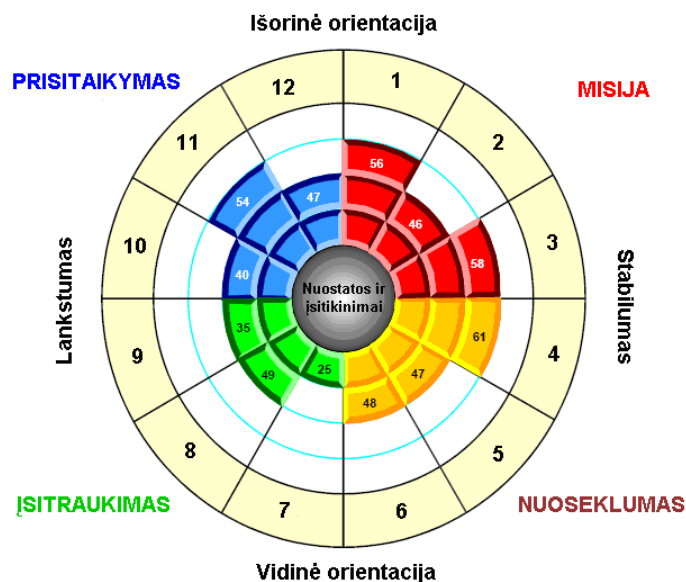 Išorinė orientacija
PRISITAIKYMAS
MISIJA
12
1
11
2
56
47
54
46
10
3
58
40
Lankstumas
Nuostatos ir
įsitikinimai
Stabilumas
35
61
9
4
49
25
47
48
8
5
ĮSITRAUKIMAS
7
6
NUOSEKLUMAS
Vidinė orientacija